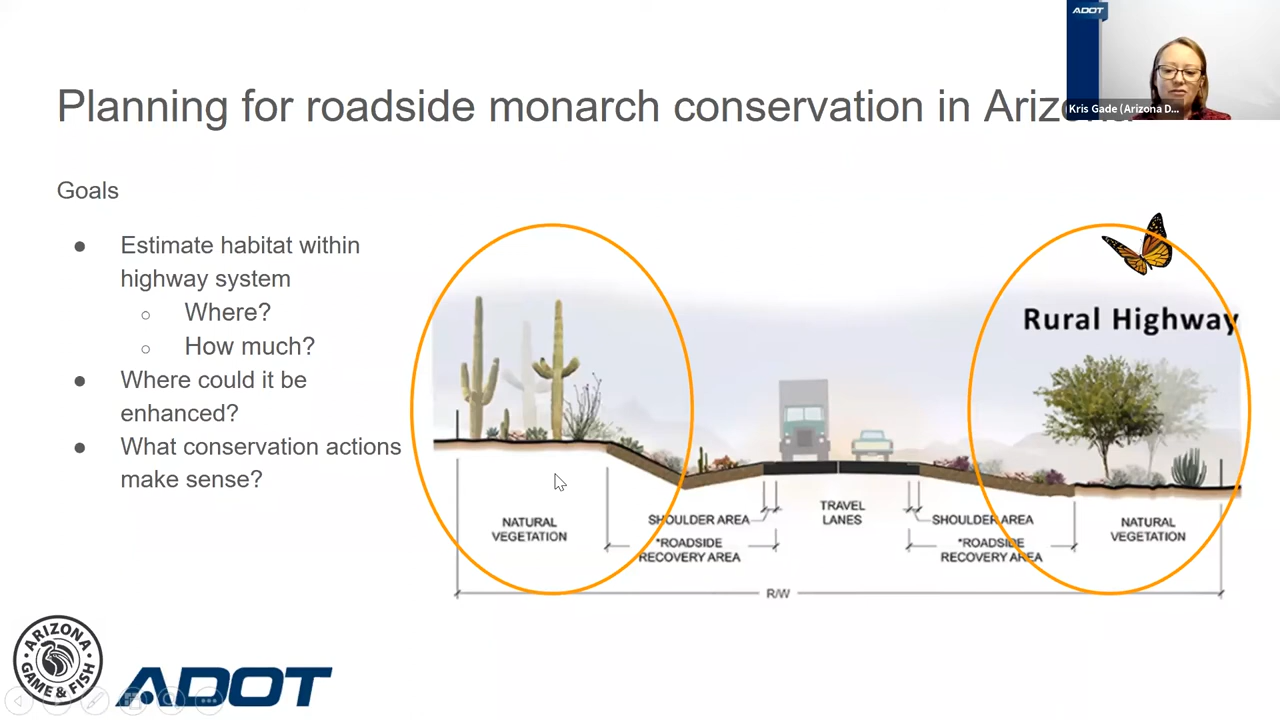 ADOT
Kris Gade (Arizona D...
Planning for roadside monarch conservation in Arizona
Goals
● Estimate habitat within
highway system
○ Where?
○ How much?
● Where could it be
enhanced?
● What conservation actions
make sense?
Rural Highway
NATURAL
VEGETATION
SHOULDER AREA
*ROADSIDE
RECOVERY AREA
TRAVEL
LANES
SHOULDER AREA
*ROADSIDE
RECOVERY AREA
NATURAL
VEGETATION
R/W
ARIZONA
GAME & FISH
ADOT